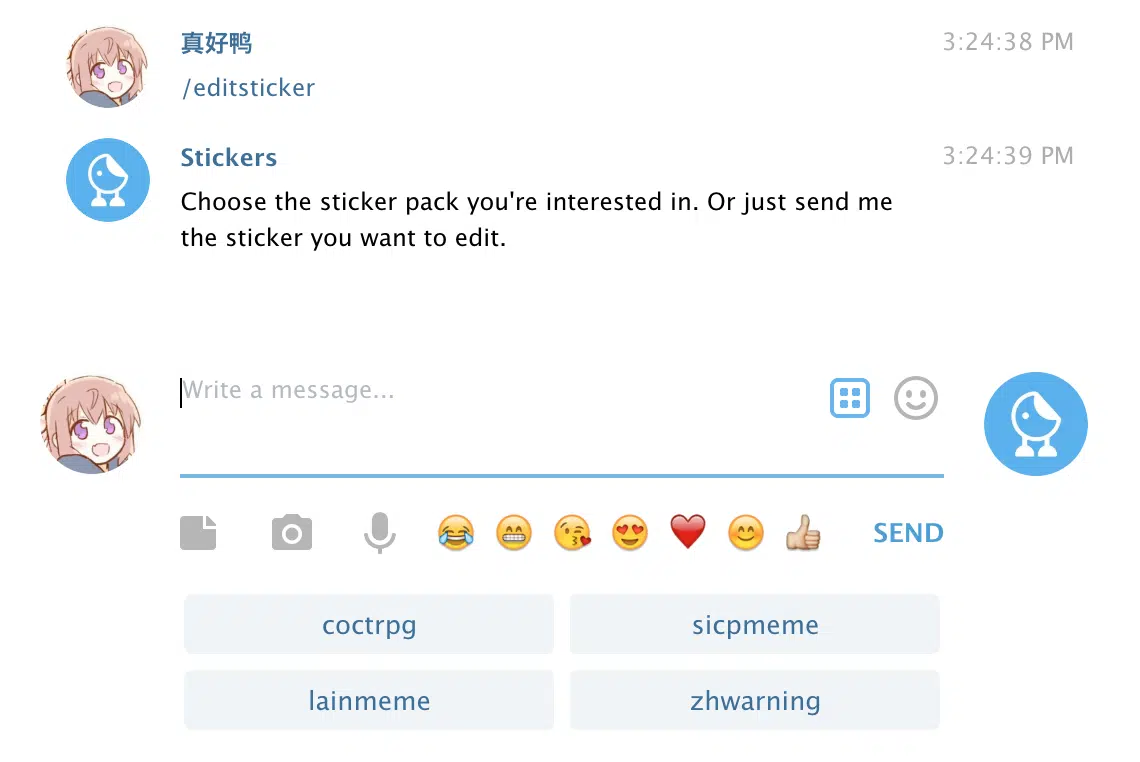 真好鸭 3:24:38 PM
/editsticker
Stickers 3:24:39 PM
Choose the sticker pack you're interested in. Or just send me
the sticker you want to edit.
Write a message...
SEND
coctrpg sicpmeme
lainmeme zhwarning